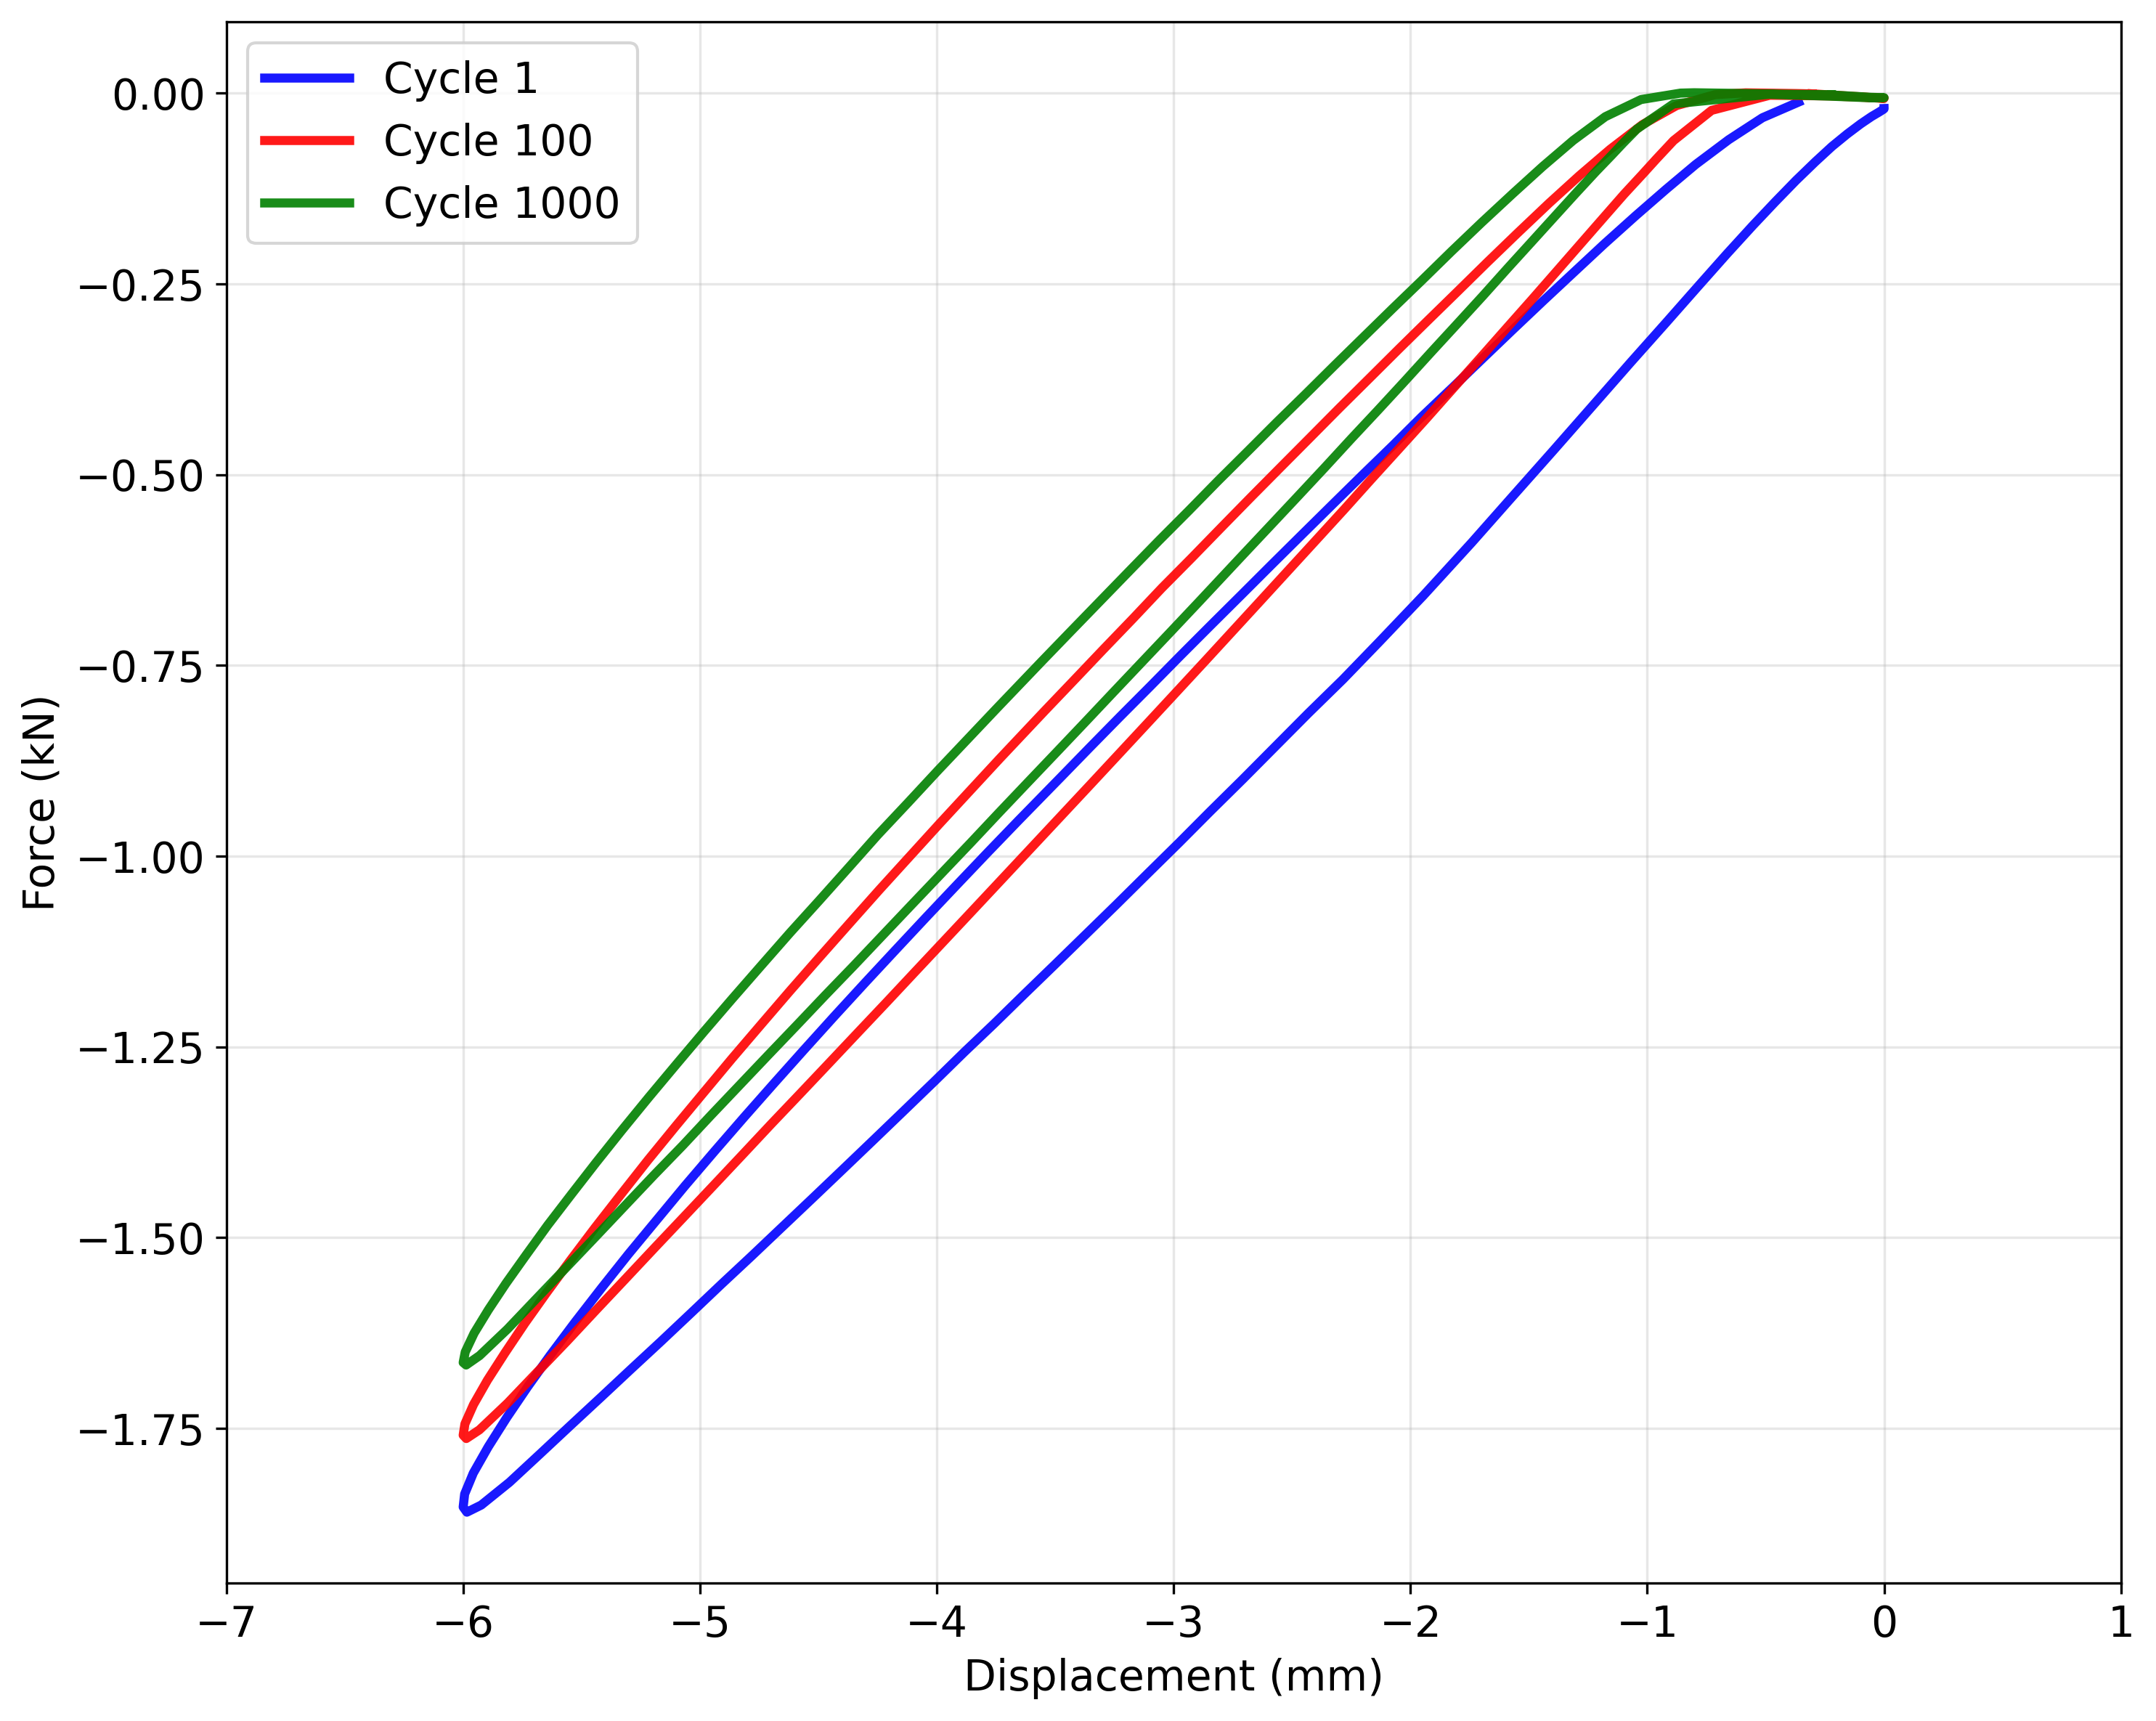 Cycle 1
Cycle 100
Cycle 1000
0.00
−0.25
−0.50
−0.75
−1.00
−1.25
−1.50
−1.75
Force (kN)
−7 −6 −5 −4 −3 −2 −1 0 1
Displacement (mm)